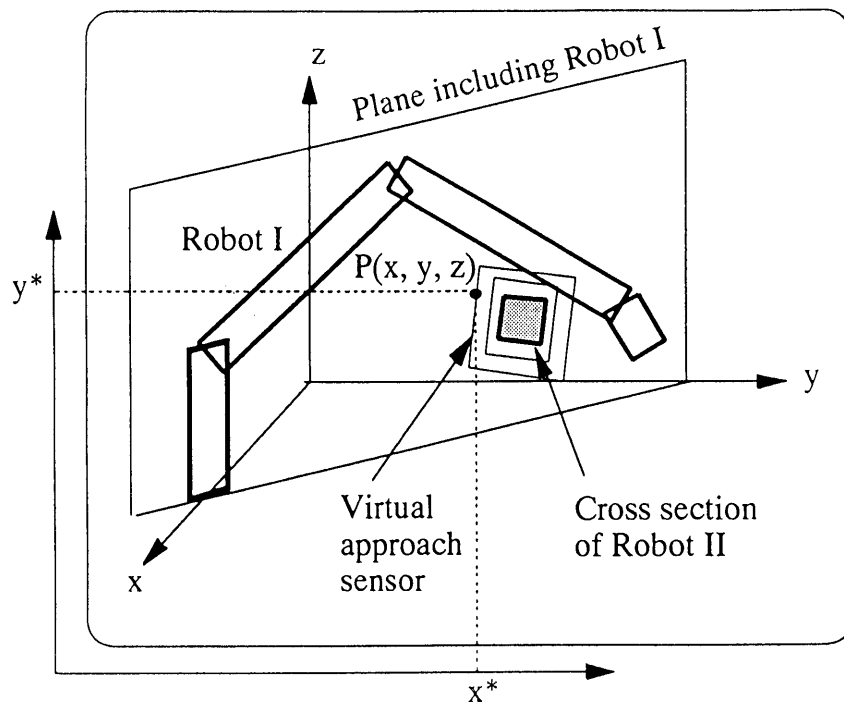 z
Plane including Robot I
Robot I
P(x, y, z)
y*
y
Virtual
approach
sensor
Cross section
of Robot II
x
x*